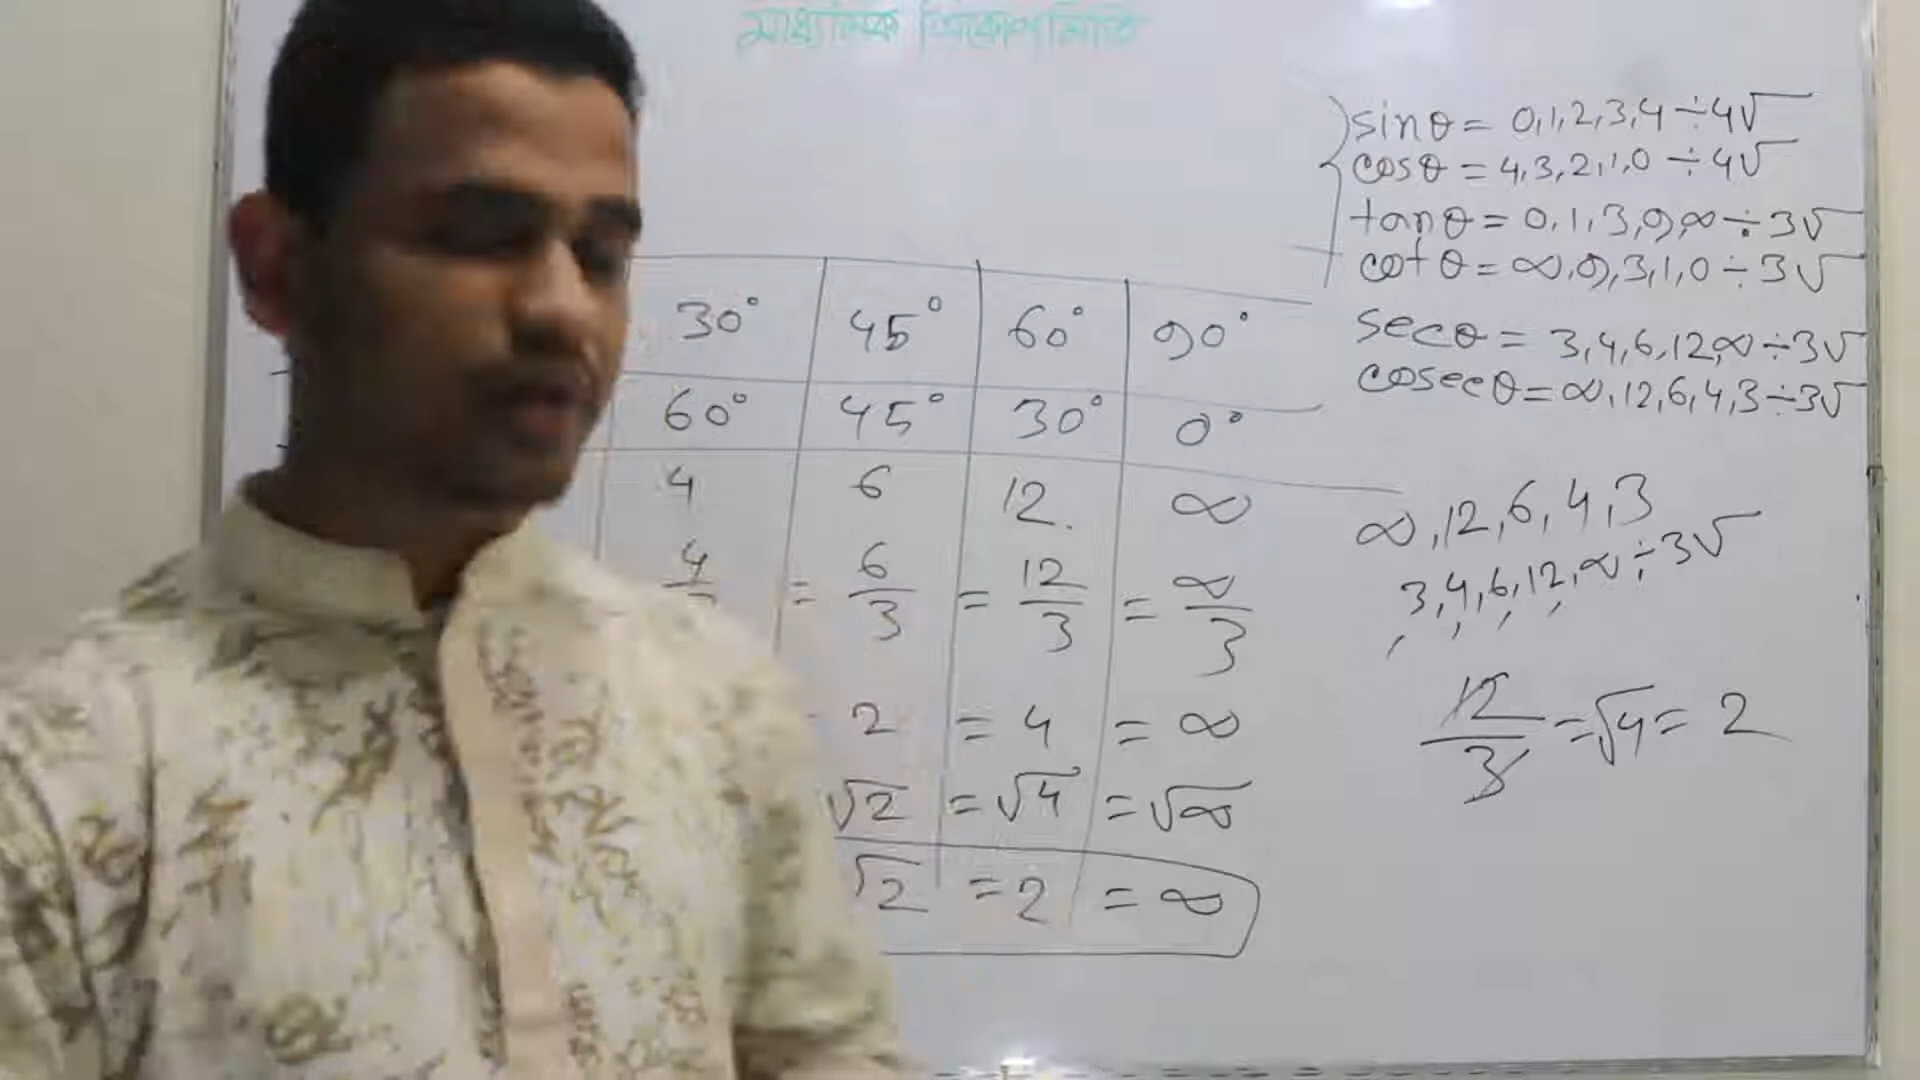 মাধ্যমিক ত্রিকোণমিতি
sinθ = 0,1,2,3,4 ÷ 4√
cosθ = 4,3,2,1,0 ÷ 4√
tanθ = 0,1,3,9,∞ ÷ 3√
cotθ = ∞,9,3,1,0 ÷ 3√
secθ = 3,4,6,12,∞ ÷ 3√
cosecθ = ∞,12,6,4,3 ÷ 3√
30° 45° 60° 90°
60° 45° 30° 0°
4 6 12. ∞
4/ = 6/3 = 12/3 = ∞/3
2 = 4 = ∞
√2 = √4 = √∞
√2 = 2 = ∞
∞,12,6,4,3
3,4,6,12,∞ ÷ 3√
12/3 = √4 = 2